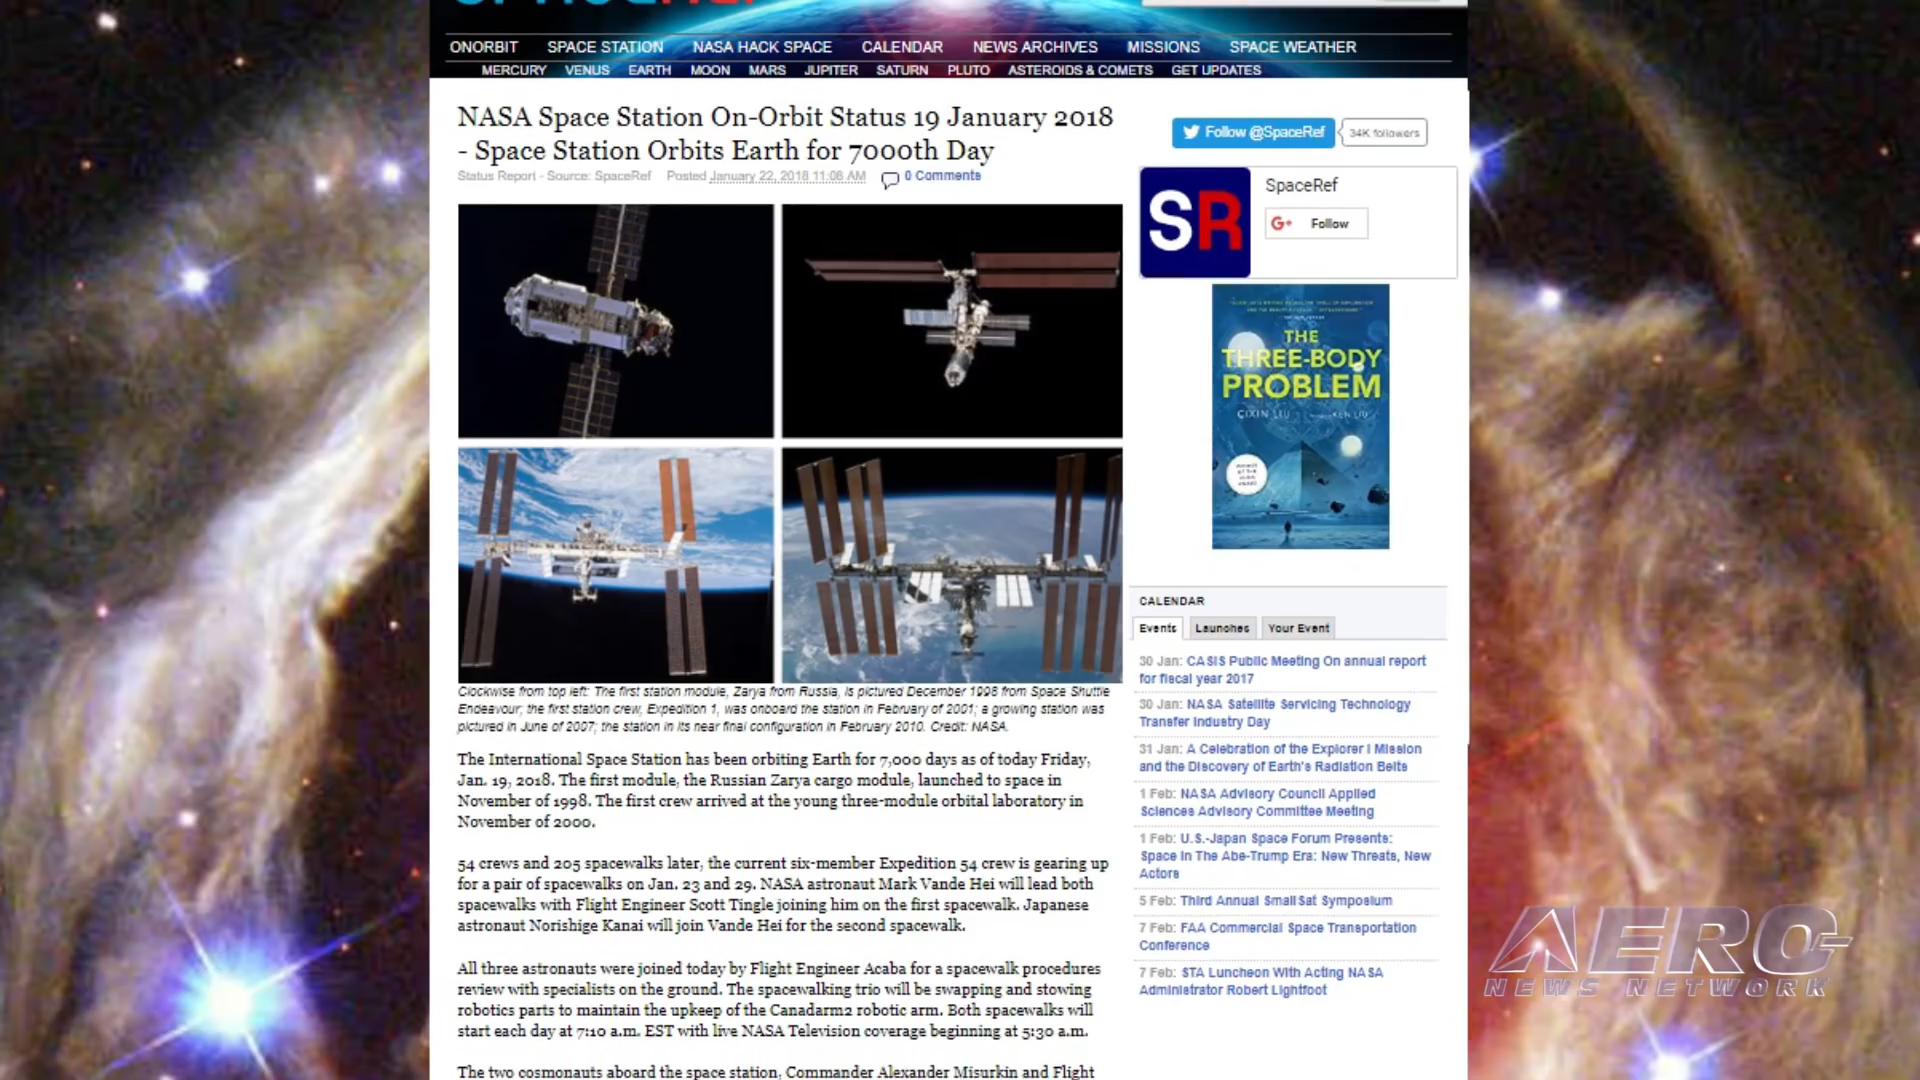 ONORBIT SPACE STATION NASA HACK SPACE CALENDAR NEWS ARCHIVES MISSIONS SPACE WEATHER
MERCURY VENUS EARTH MOON MARS JUPITER SATURN PLUTO ASTEROIDS & COMETS GET UPDATES
NASA Space Station On-Orbit Status 19 January 2018
- Space Station Orbits Earth for 7000th Day
Status Report - Source: SpaceRef Posted January 22, 2018 11:08 AM 0 Comments
Clockwise from top left: The first station module, Zarya from Russia, is pictured December 1998 from Space Shuttle
Endeavour; the first station crew, Expedition 1, was onboard the station in February of 2001; a growing station was
pictured in June of 2007; the station in its near final configuration in February 2010. Credit: NASA.
The International Space Station has been orbiting Earth for 7,000 days as of today Friday,
Jan. 19, 2018. The first module, the Russian Zarya cargo module, launched to space in
November of 1998. The first crew arrived at the young three-module orbital laboratory in
November of 2000.
54 crews and 205 spacewalks later, the current six-member Expedition 54 crew is gearing up
for a pair of spacewalks on Jan. 23 and 29. NASA astronaut Mark Vande Hei will lead both
spacewalks with Flight Engineer Scott Tingle joining him on the first spacewalk. Japanese
astronaut Norishige Kanai will join Vande Hei for the second spacewalk.
All three astronauts were joined today by Flight Engineer Acaba for a spacewalk procedures
review with specialists on the ground. The spacewalking trio will be swapping and stowing
robotics parts to maintain the upkeep of the Canadarm2 robotic arm. Both spacewalks will
start each day at 7:10 a.m. EST with live NASA Television coverage beginning at 5:30 a.m.
The two cosmonauts aboard the space station, Commander Alexander Misurkin and Flight
Follow @SpaceRef 34K followers
SR
SpaceRef
G+ Follow
THE
THREE-BODY
PROBLEM
CIXIN LIU KEN LIU
CALENDAR
Events Launches Your Event
30 Jan: CASIS Public Meeting On annual report
for fiscal year 2017
30 Jan: NASA Satellite Servicing Technology
Transfer Industry Day
31 Jan: A Celebration of the Explorer I Mission
and the Discovery of Earth's Radiation Belts
1 Feb: NASA Advisory Council Applied
Sciences Advisory Committee Meeting
1 Feb: U.S.-Japan Space Forum Presents:
Space In The Abe-Trump Era: New Threats, New
Actors
5 Feb: Third Annual SmallSat Symposium
7 Feb: FAA Commercial Space Transportation
Conference
7 Feb: STA Luncheon With Acting NASA
Administrator Robert Lightfoot
AERO-
NEWS NETWORK